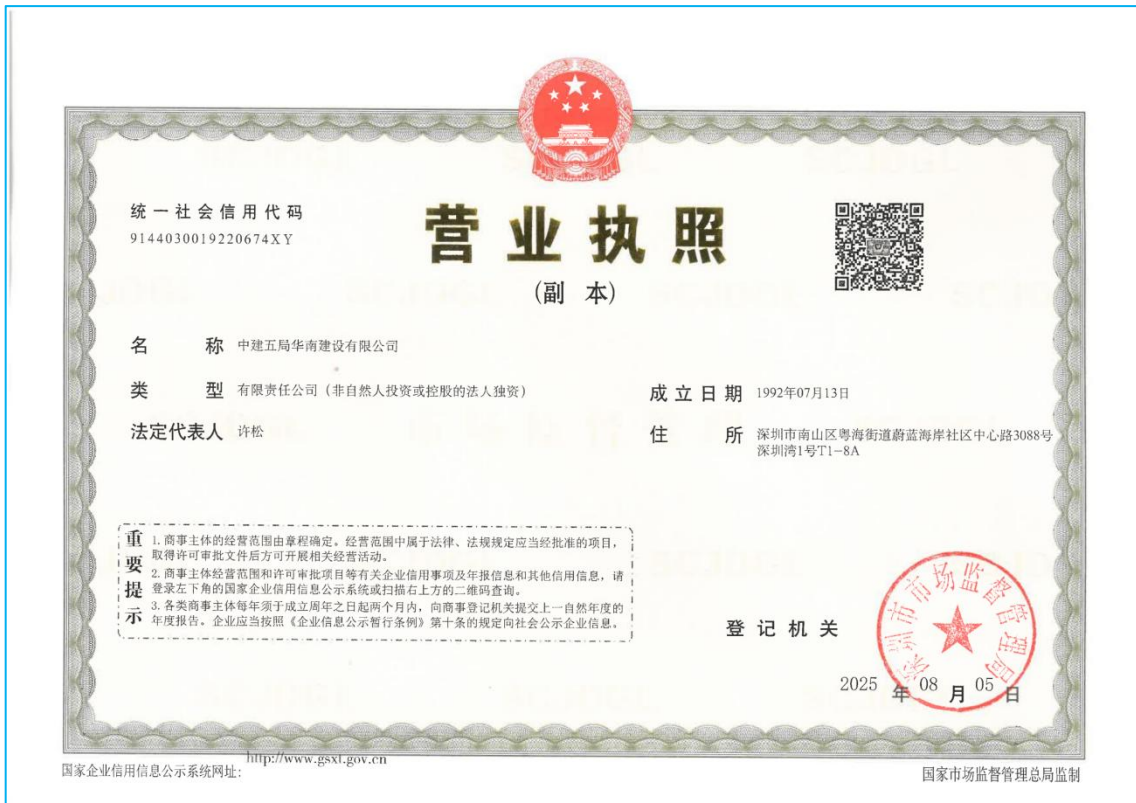 统一社会信用代码
9144030019220674XY
营业执照
(副 本)
名 称 中建五局华南建设有限公司
类 型 有限责任公司（非自然人投资或控股的法人独资）
法定代表人 许松
成立日期 1992年07月13日
住 所 深圳市南山区粤海街道蔚蓝海岸社区中心路3088号
深圳湾1号T1-8A
重要提示
1. 商事主体的经营范围由章程确定。经营范围中属于法律、法规规定应当经批准的项目，
取得许可审批文件后方可开展相关经营活动。
2. 商事主体经营范围和许可审批项目等有关企业信用事项及年报信息和其他信用信息，请
登录左下角的国家企业信用信息公示系统或扫描右上方的二维码查询。
3. 各类商事主体每年须于成立周年之日起两个月内，向商事登记机关提交上一自然年度的
年度报告。企业应当按照《企业信息公示暂行条例》第十条的规定向社会公示企业信息。
登记机关
深圳市市场监督管理局
2025 年 08 月 05 日
国家企业信用信息公示系统网址: http://www.gsxt.gov.cn
国家市场监督管理总局监制